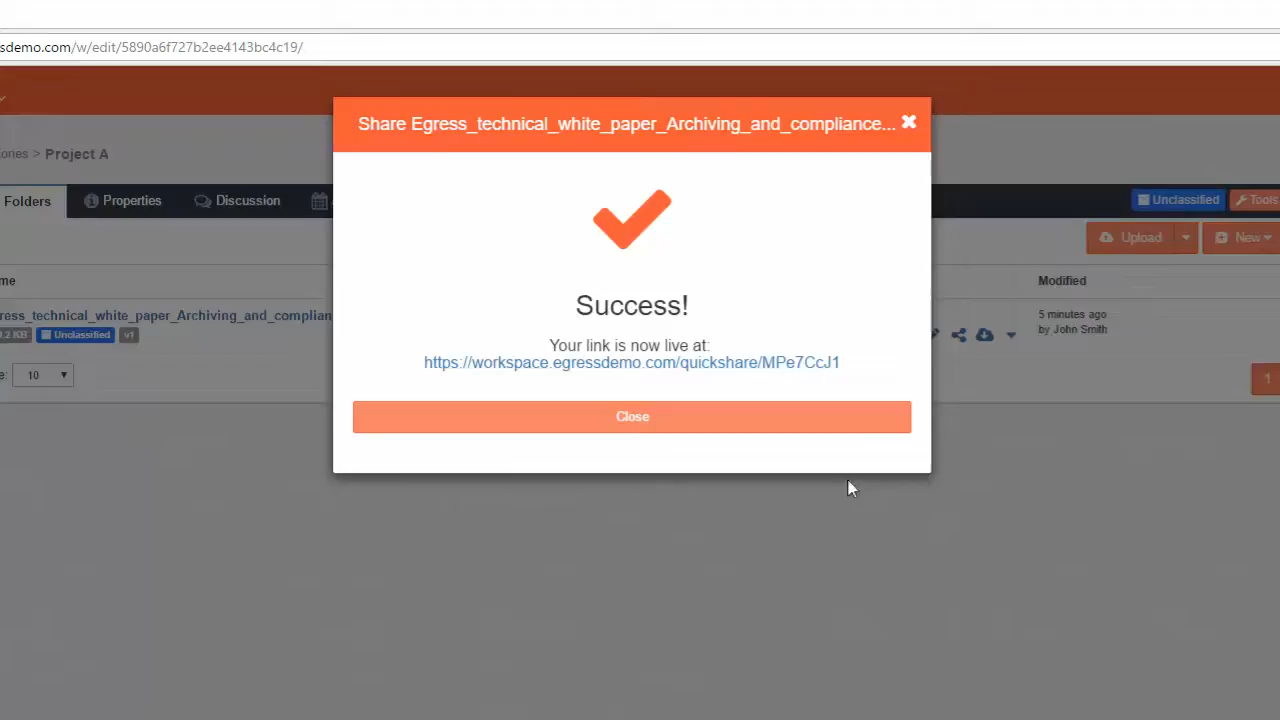 sdemo.com/w/edit/5890a6f727b2ee4143bc4c19/
Share Egress_technical_white_paper_Archiving_and_compliance...
ones > Project A
Folders
Properties
Discussion
Unclassified
Tools
Upload
New
Success!
me
Modified
ress_technical_white_paper_Archiving_and_complian
5 minutes ago
.2 KB
Unclassified
v1
by John Smith
Your link is now live at:
https://workspace.egressdemo.com/quickshare/MPe7CcJ1
e:
10
1
Close